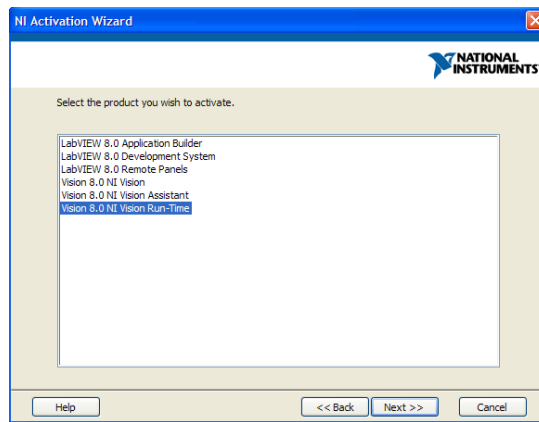 NI Activation Wizard
NATIONAL
INSTRUMENTS
Select the product you wish to activate.
LabVIEW 8.0 Application Builder
LabVIEW 8.0 Development System
LabVIEW 8.0 Remote Panels
Vision 8.0 NI Vision
Vision 8.0 NI Vision Assistant
Vision 8.0 NI Vision Run-Time
Help
<< Back
Next >>
Cancel